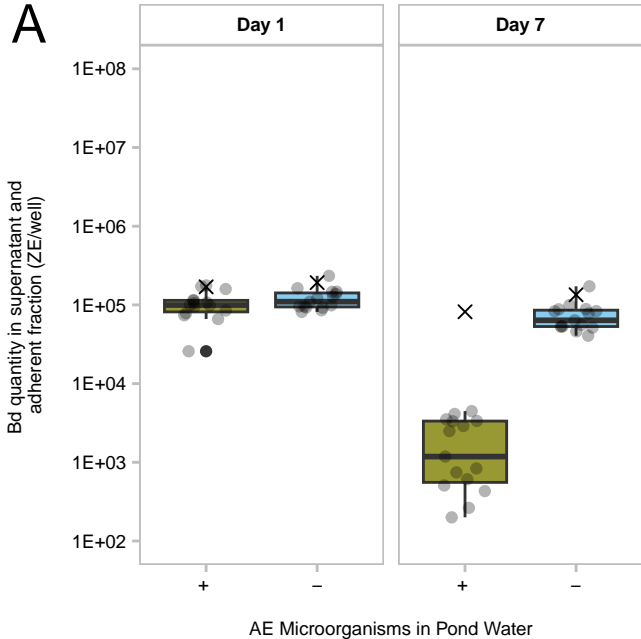 A
Day 1
Day 7
Bd quantity in supernatant and
adherent fraction (ZE/well)
1E+08
1E+07
1E+06
1E+05
1E+04
1E+03
1E+02
+
−
+
−
AE Microorganisms in Pond Water